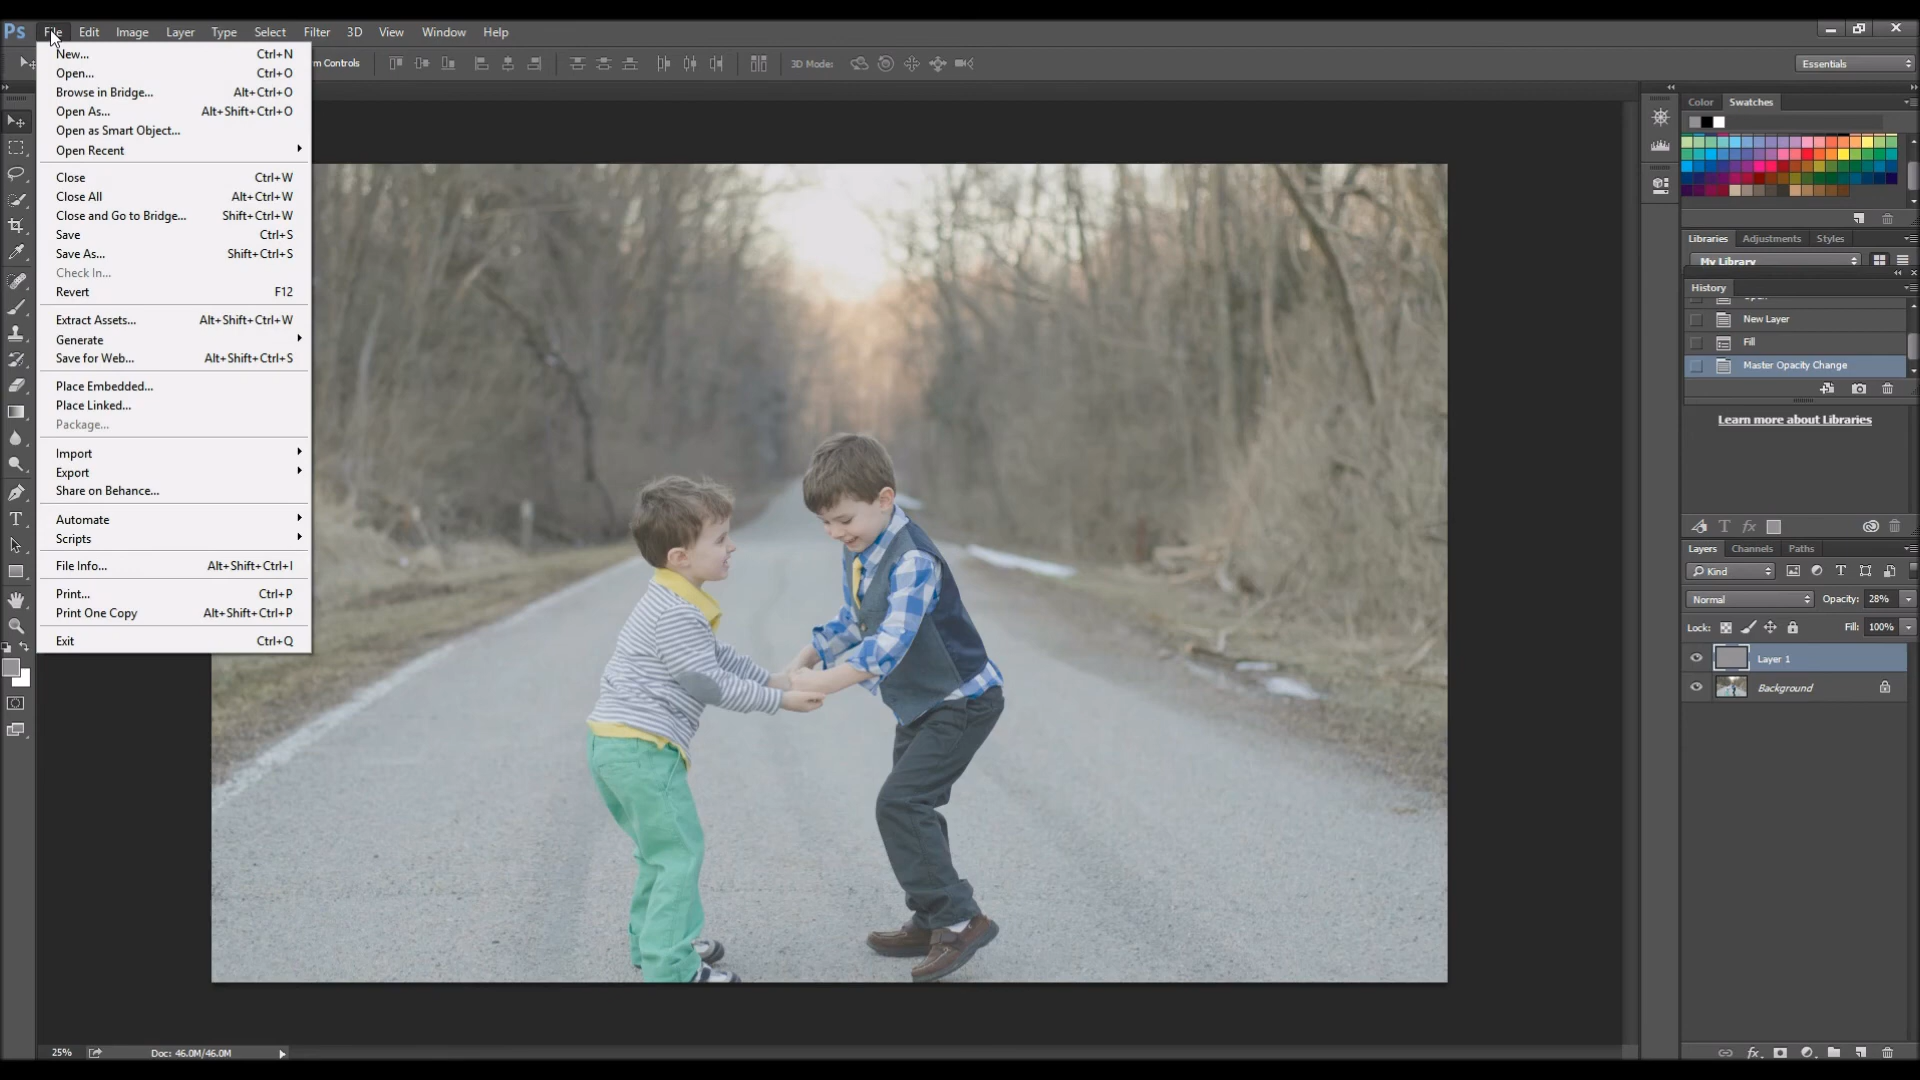 Ps File Edit Image Layer Type Select Filter 3D View Window Help
m Controls 3D Mode: Essentials
New... Ctrl+N
Open... Ctrl+O
Browse in Bridge... Alt+Ctrl+O
Open As... Alt+Shift+Ctrl+O
Open as Smart Object...
Open Recent
Close Ctrl+W
Close All Alt+Ctrl+W
Close and Go to Bridge... Shift+Ctrl+W
Save Ctrl+S
Save As... Shift+Ctrl+S
Check In...
Revert F12
Extract Assets... Alt+Shift+Ctrl+W
Generate
Save for Web... Alt+Shift+Ctrl+S
Place Embedded...
Place Linked...
Package...
Import
Export
Share on Behance...
Automate
Scripts
File Info... Alt+Shift+Ctrl+I
Print... Ctrl+P
Print One Copy Alt+Shift+Ctrl+P
Exit Ctrl+Q
Color Swatches
Libraries Adjustments Styles
My Library
History
Open
New Layer
Fill
Master Opacity Change
Learn more about Libraries
Layers Channels Paths
Kind
Normal Opacity: 28%
Lock: Fill: 100%
Layer 1
Background
25% Doc: 46.0M/46.0M